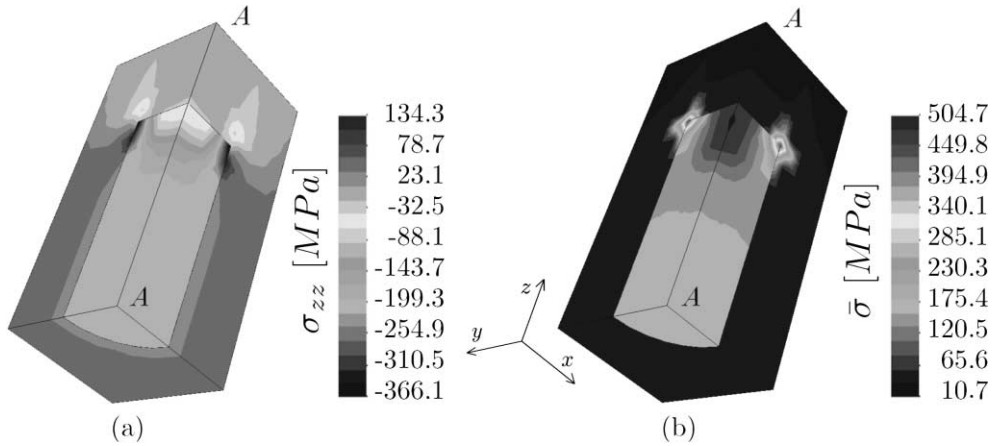 A
A
134.3
78.7
23.1
-32.5
-88.1
-143.7
-199.3
-254.9
-310.5
-366.1
σzz [MPa]
(a)
A
A
z
y
x
504.7
449.8
394.9
340.1
285.1
230.3
175.4
120.5
65.6
10.7
σ̄ [MPa]
(b)